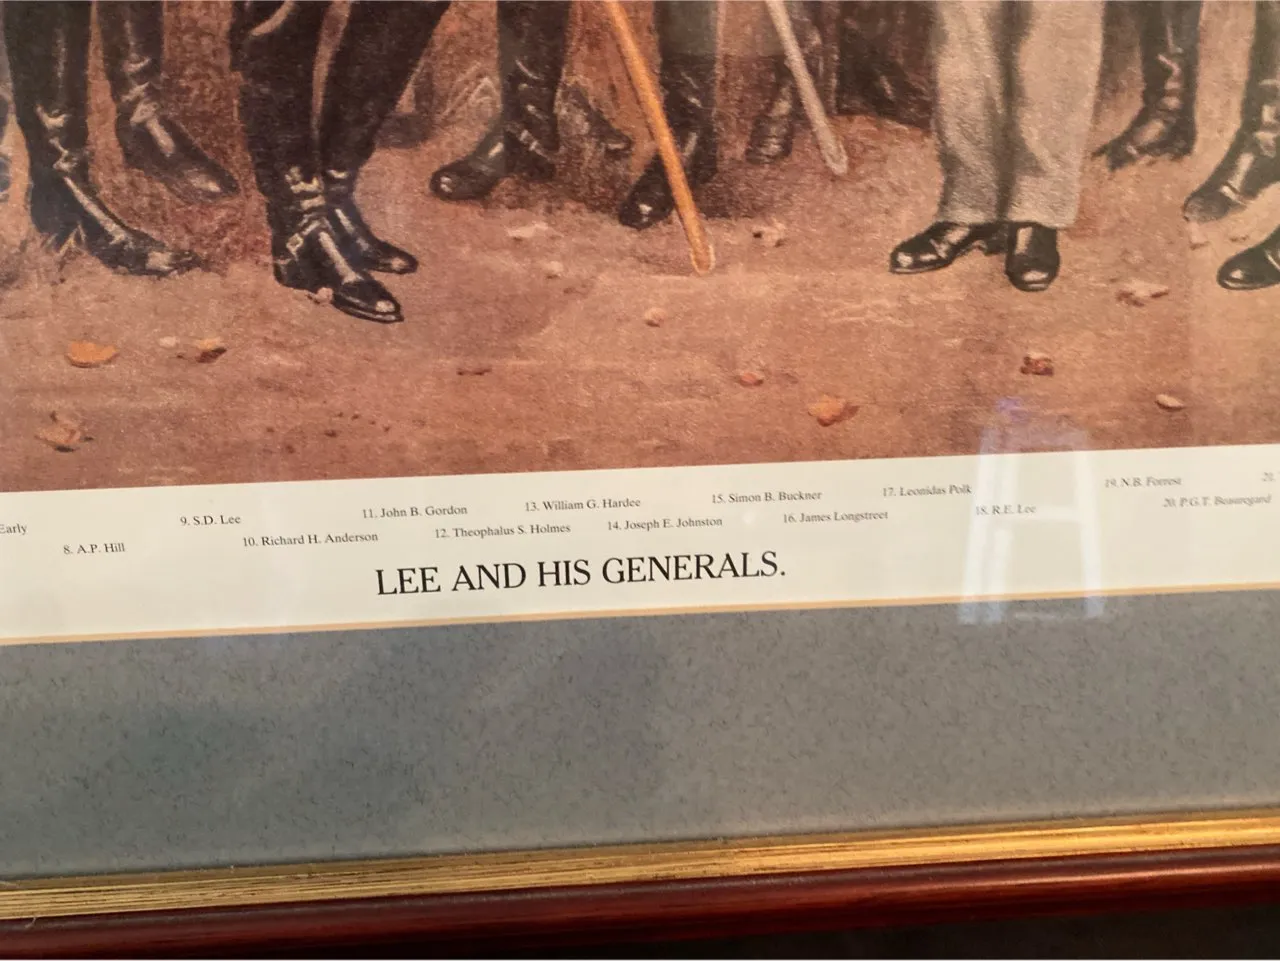 Early 9. S.D. Lee 11. John B. Gordon 13. William G. Hardee 15. Simon B. Buckner 17. Leonidas Polk 19. N.B. Forrest 21.
8. A.P. Hill 10. Richard H. Anderson 12. Theophalus S. Holmes 14. Joseph E. Johnston 16. James Longstreet 18. R.E. Lee 20. P.G.T. Beauregard
LEE AND HIS GENERALS.